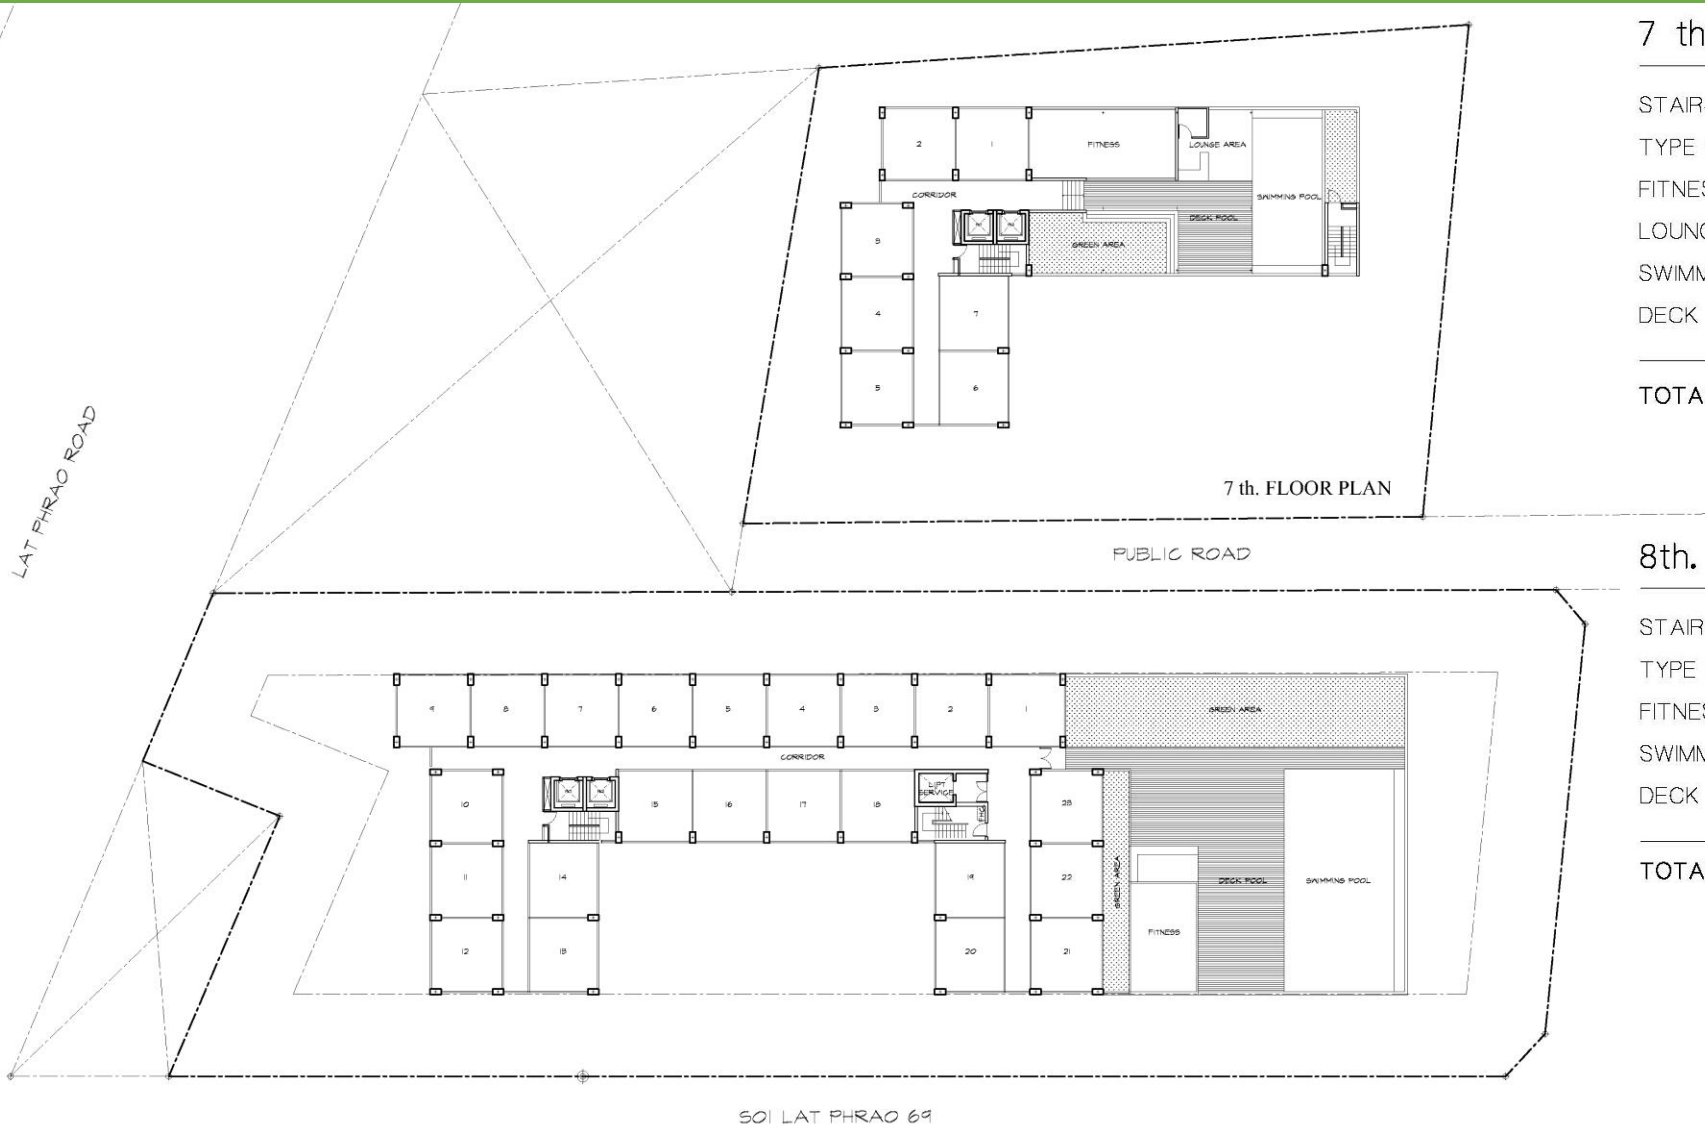 7 th
STAIR
TYPE
FITNES
LOUNG
SWIMM
DECK
TOTA
2
1
FITNESS
LOUNGE AREA
CORRIDOR
SWIMMING POOL
DECK POOL
GREEN AREA
3
4
7
5
6
7 th. FLOOR PLAN
LAT PHRAO ROAD
PUBLIC ROAD
8th.
STAIR
TYPE
FITNES
SWIMM
DECK
TOTA
9
8
7
6
5
4
3
2
1
GREEN AREA
CORRIDOR
10
15
16
17
18
LIFT
SERVICE
FHC
23
11
14
19
22
GREEN AREA
DECK POOL
SWIMMING POOL
FITNESS
12
13
20
21
SOI LAT PHRAO 69